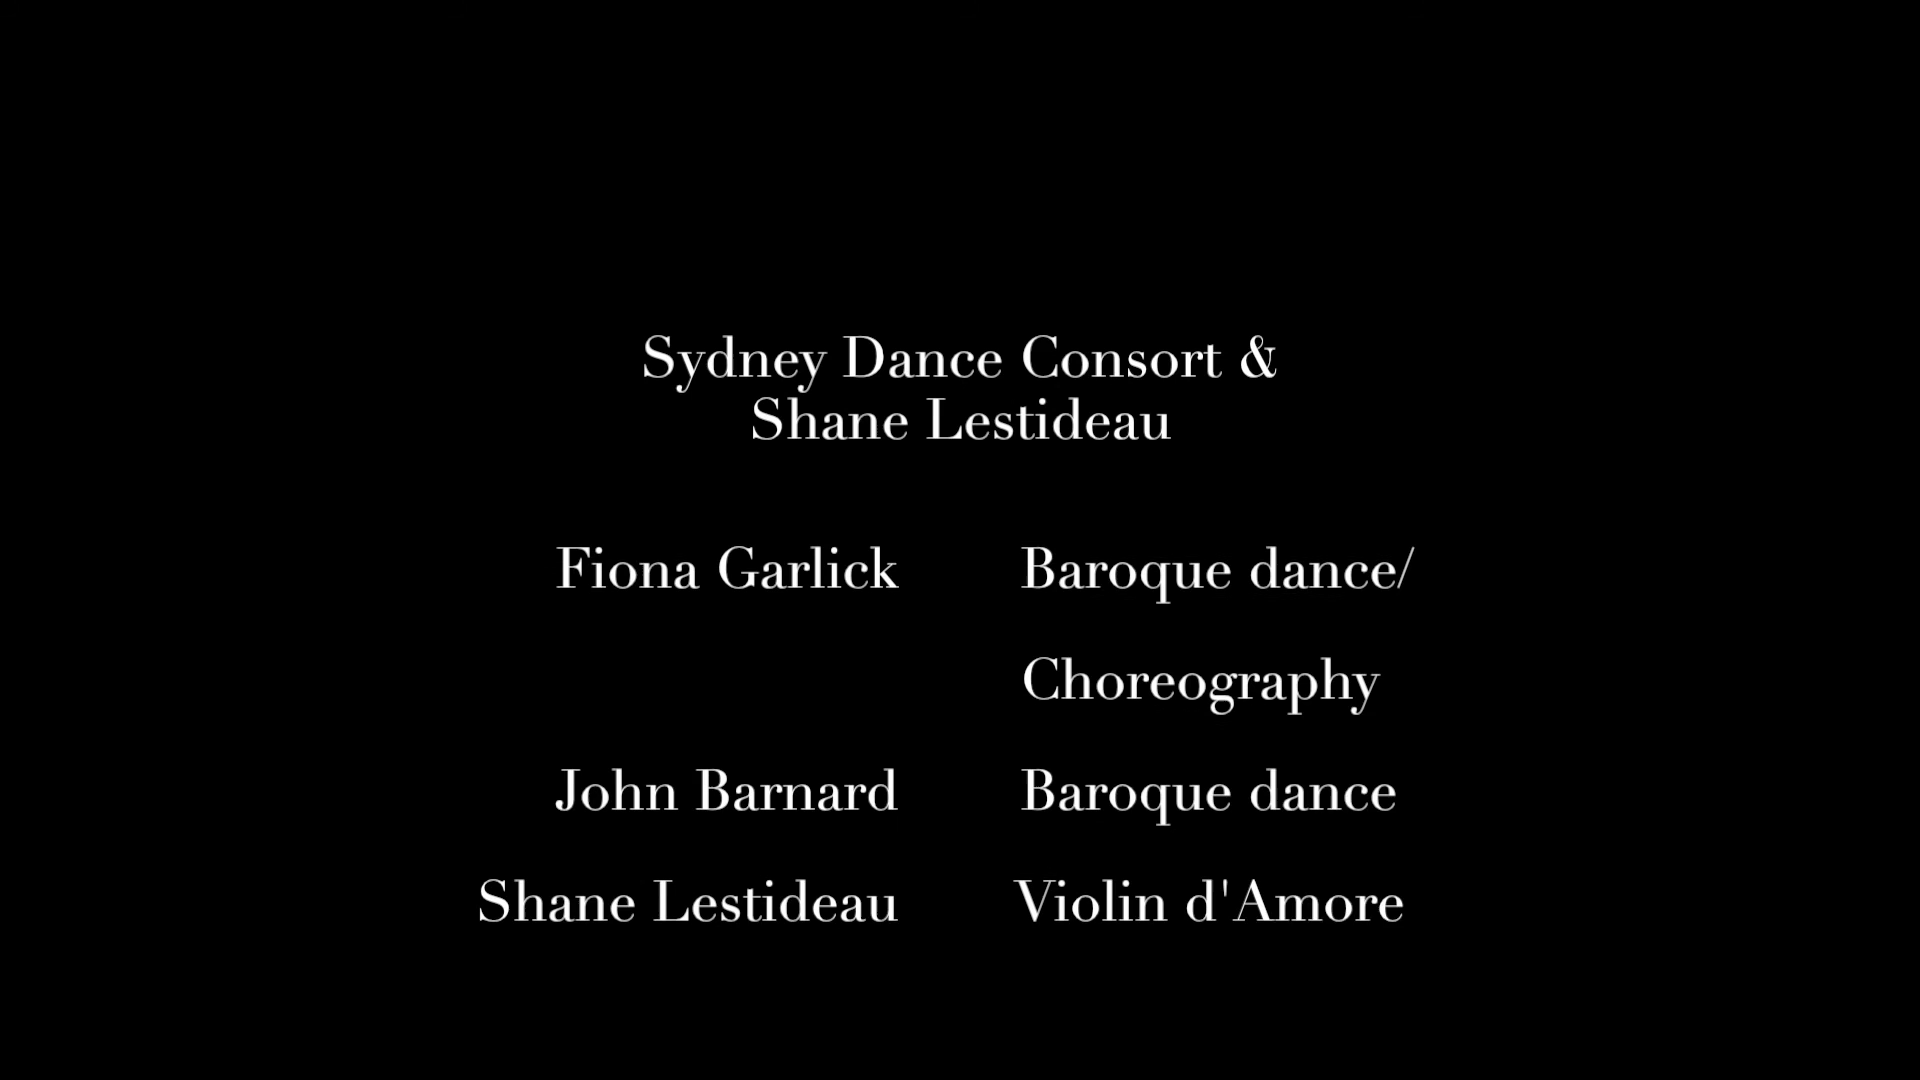 Sydney Dance Consort &
Shane Lestideau
Fiona Garlick Baroque dance/
Choreography
John Barnard Baroque dance
Shane Lestideau Violin d'Amore